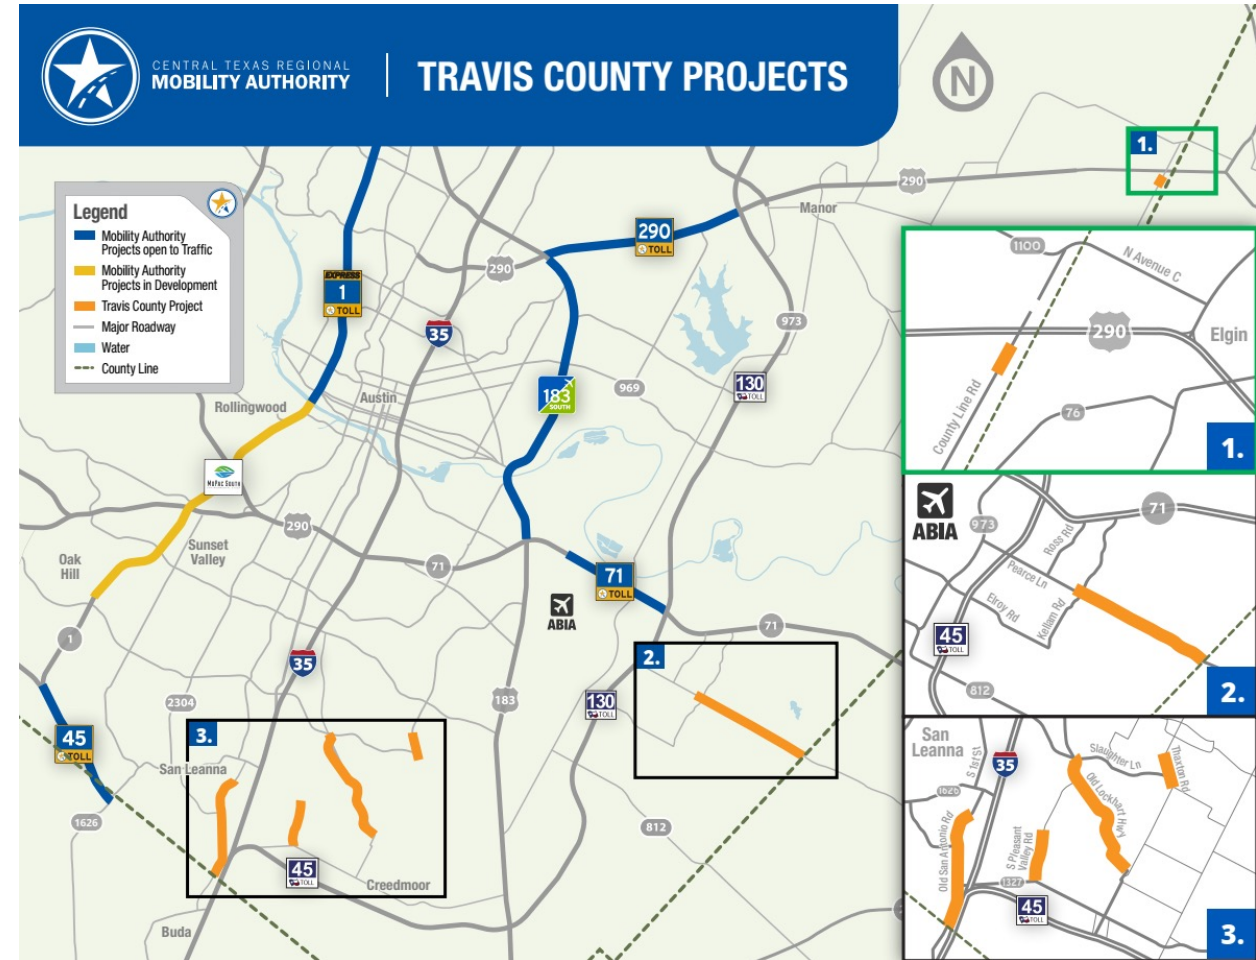 CENTRAL TEXAS REGIONAL
MOBILITY AUTHORITY
TRAVIS COUNTY PROJECTS
N
1.
290
Manor
Legend
Mobility Authority
Projects open to Traffic
Mobility Authority
Projects in Development
Travis County Project
Major Roadway
Water
County Line
290
TOLL
290
EXPRESS
1
TOLL
35
973
130
TOLL
969
183
SOUTH
Rollingwood
Austin
MoPac South
290
Sunset
Valley
Oak
Hill
71
71
TOLL
ABIA
71
1
35
2.
2304
183
130
TOLL
45
TOLL
3.
San Leanna
1626
812
45
TOLL
Creedmoor
Buda
1100
N Avenue C
290
Elgin
County Line Rd
76
1.
ABIA
973
71
Ross Rd
Pearce Ln
Elroy Rd
Kellam Rd
45
TOLL
812
2.
San
Leanna
S 1st St
35
Slaughter Ln
Thaxton Rd
1626
Old Lockhart Hwy
Old San Antonio Rd
S Pleasant
Valley Rd
1327
45
TOLL
3.